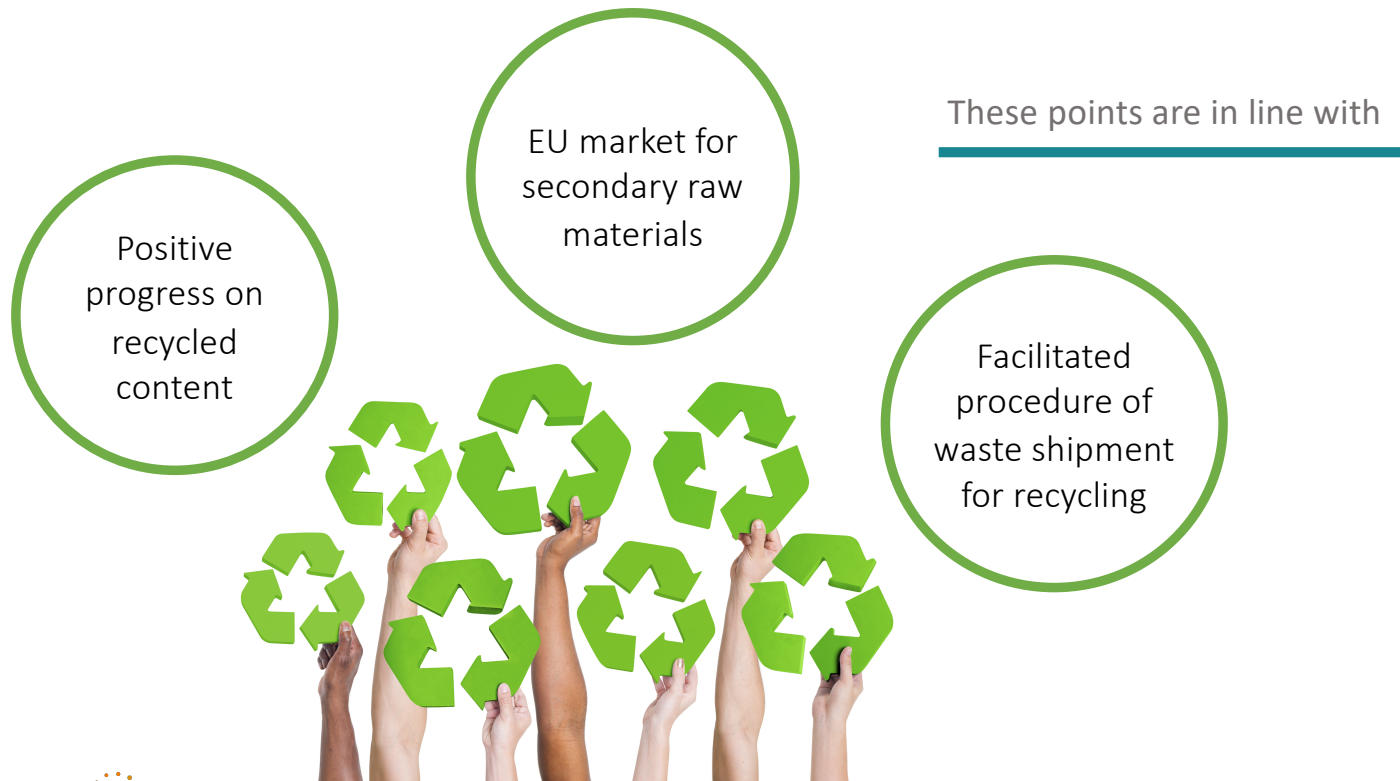 Positive
progress on
recycled
content
EU market for
secondary raw
materials
These points are in line with
Facilitated
procedure of
waste shipment
for recycling